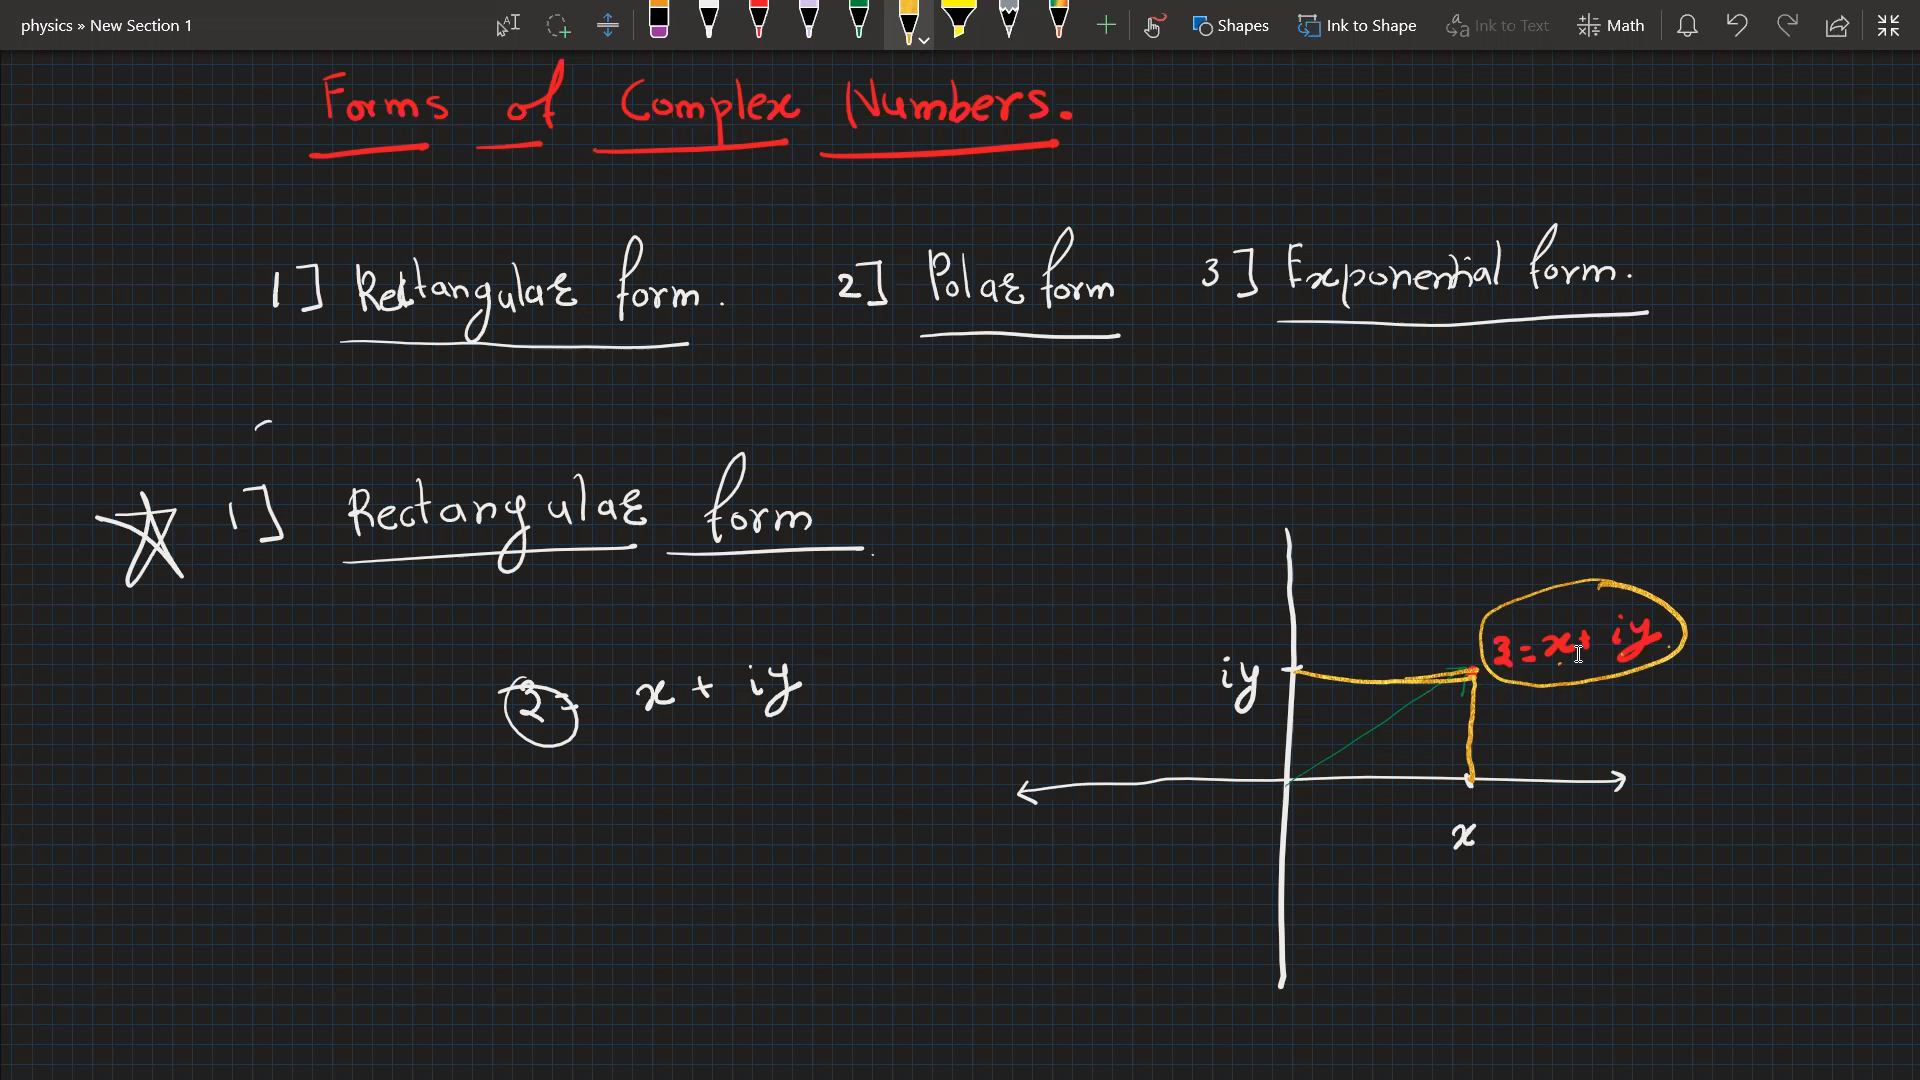 physics » New Section 1
Shapes Ink to Shape Ink to Text Math
Forms of Complex Numbers.
1] Rectangular form. 2] Polar form 3] Exponential form.
1] Rectangular form
z = x + iy
z = x + iy
iy
x